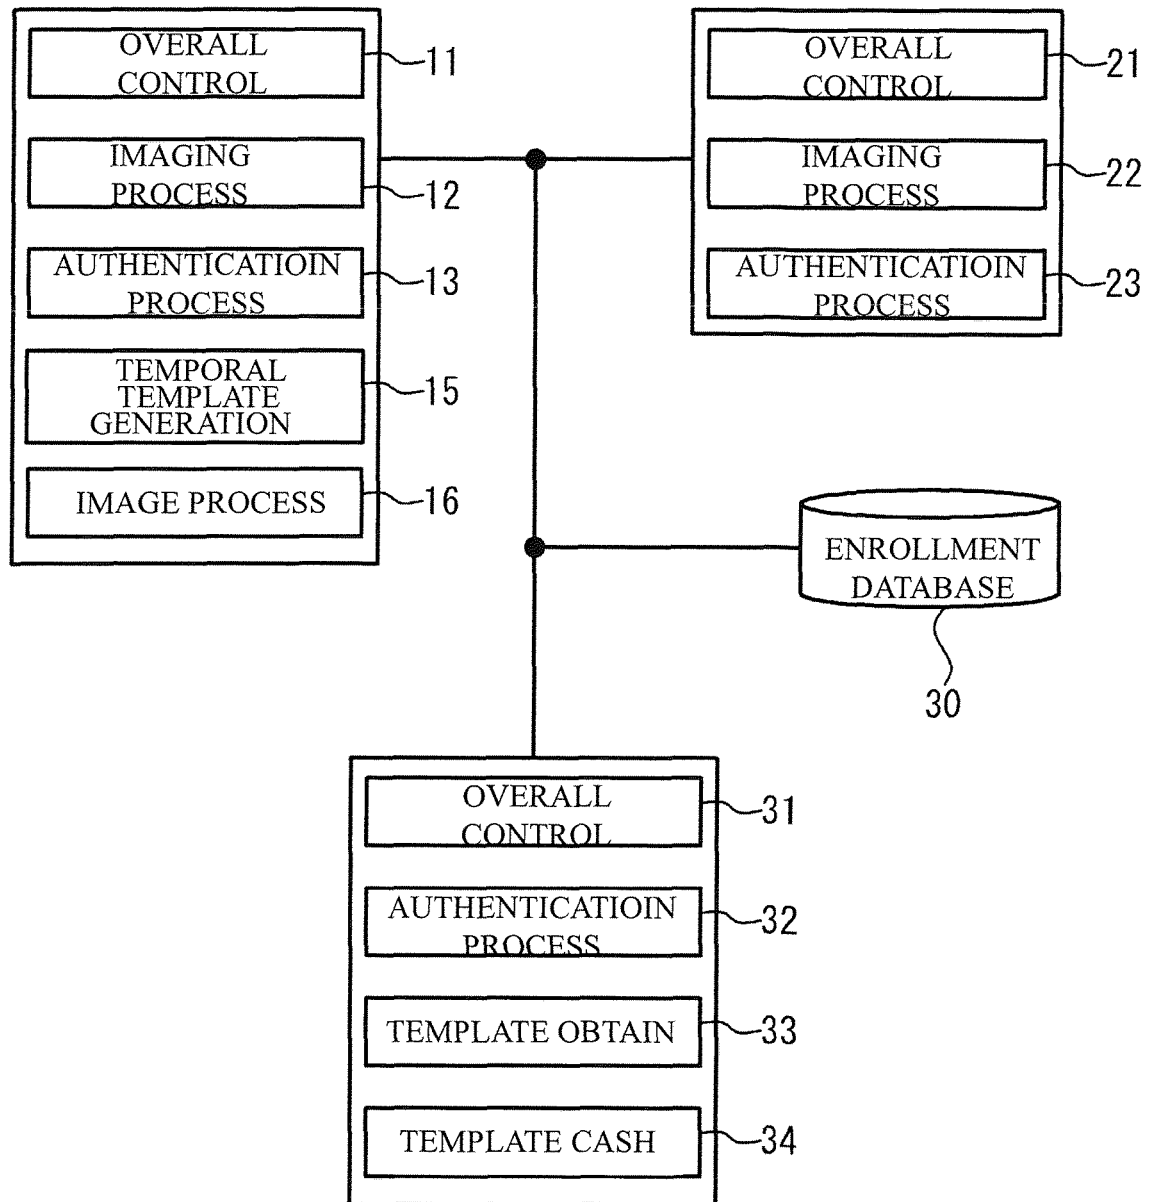 OVERALL
CONTROL
11
IMAGING
PROCESS
12
AUTHENTICATIOIN
PROCESS
13
TEMPORAL
TEMPLATE
GENERATION
15
IMAGE PROCESS
16
OVERALL
CONTROL
21
IMAGING
PROCESS
22
AUTHENTICATIOIN
PROCESS
23
ENROLLMENT
DATABASE
30
OVERALL
CONTROL
31
AUTHENTICATIOIN
PROCESS
32
TEMPLATE OBTAIN
33
TEMPLATE CASH
34